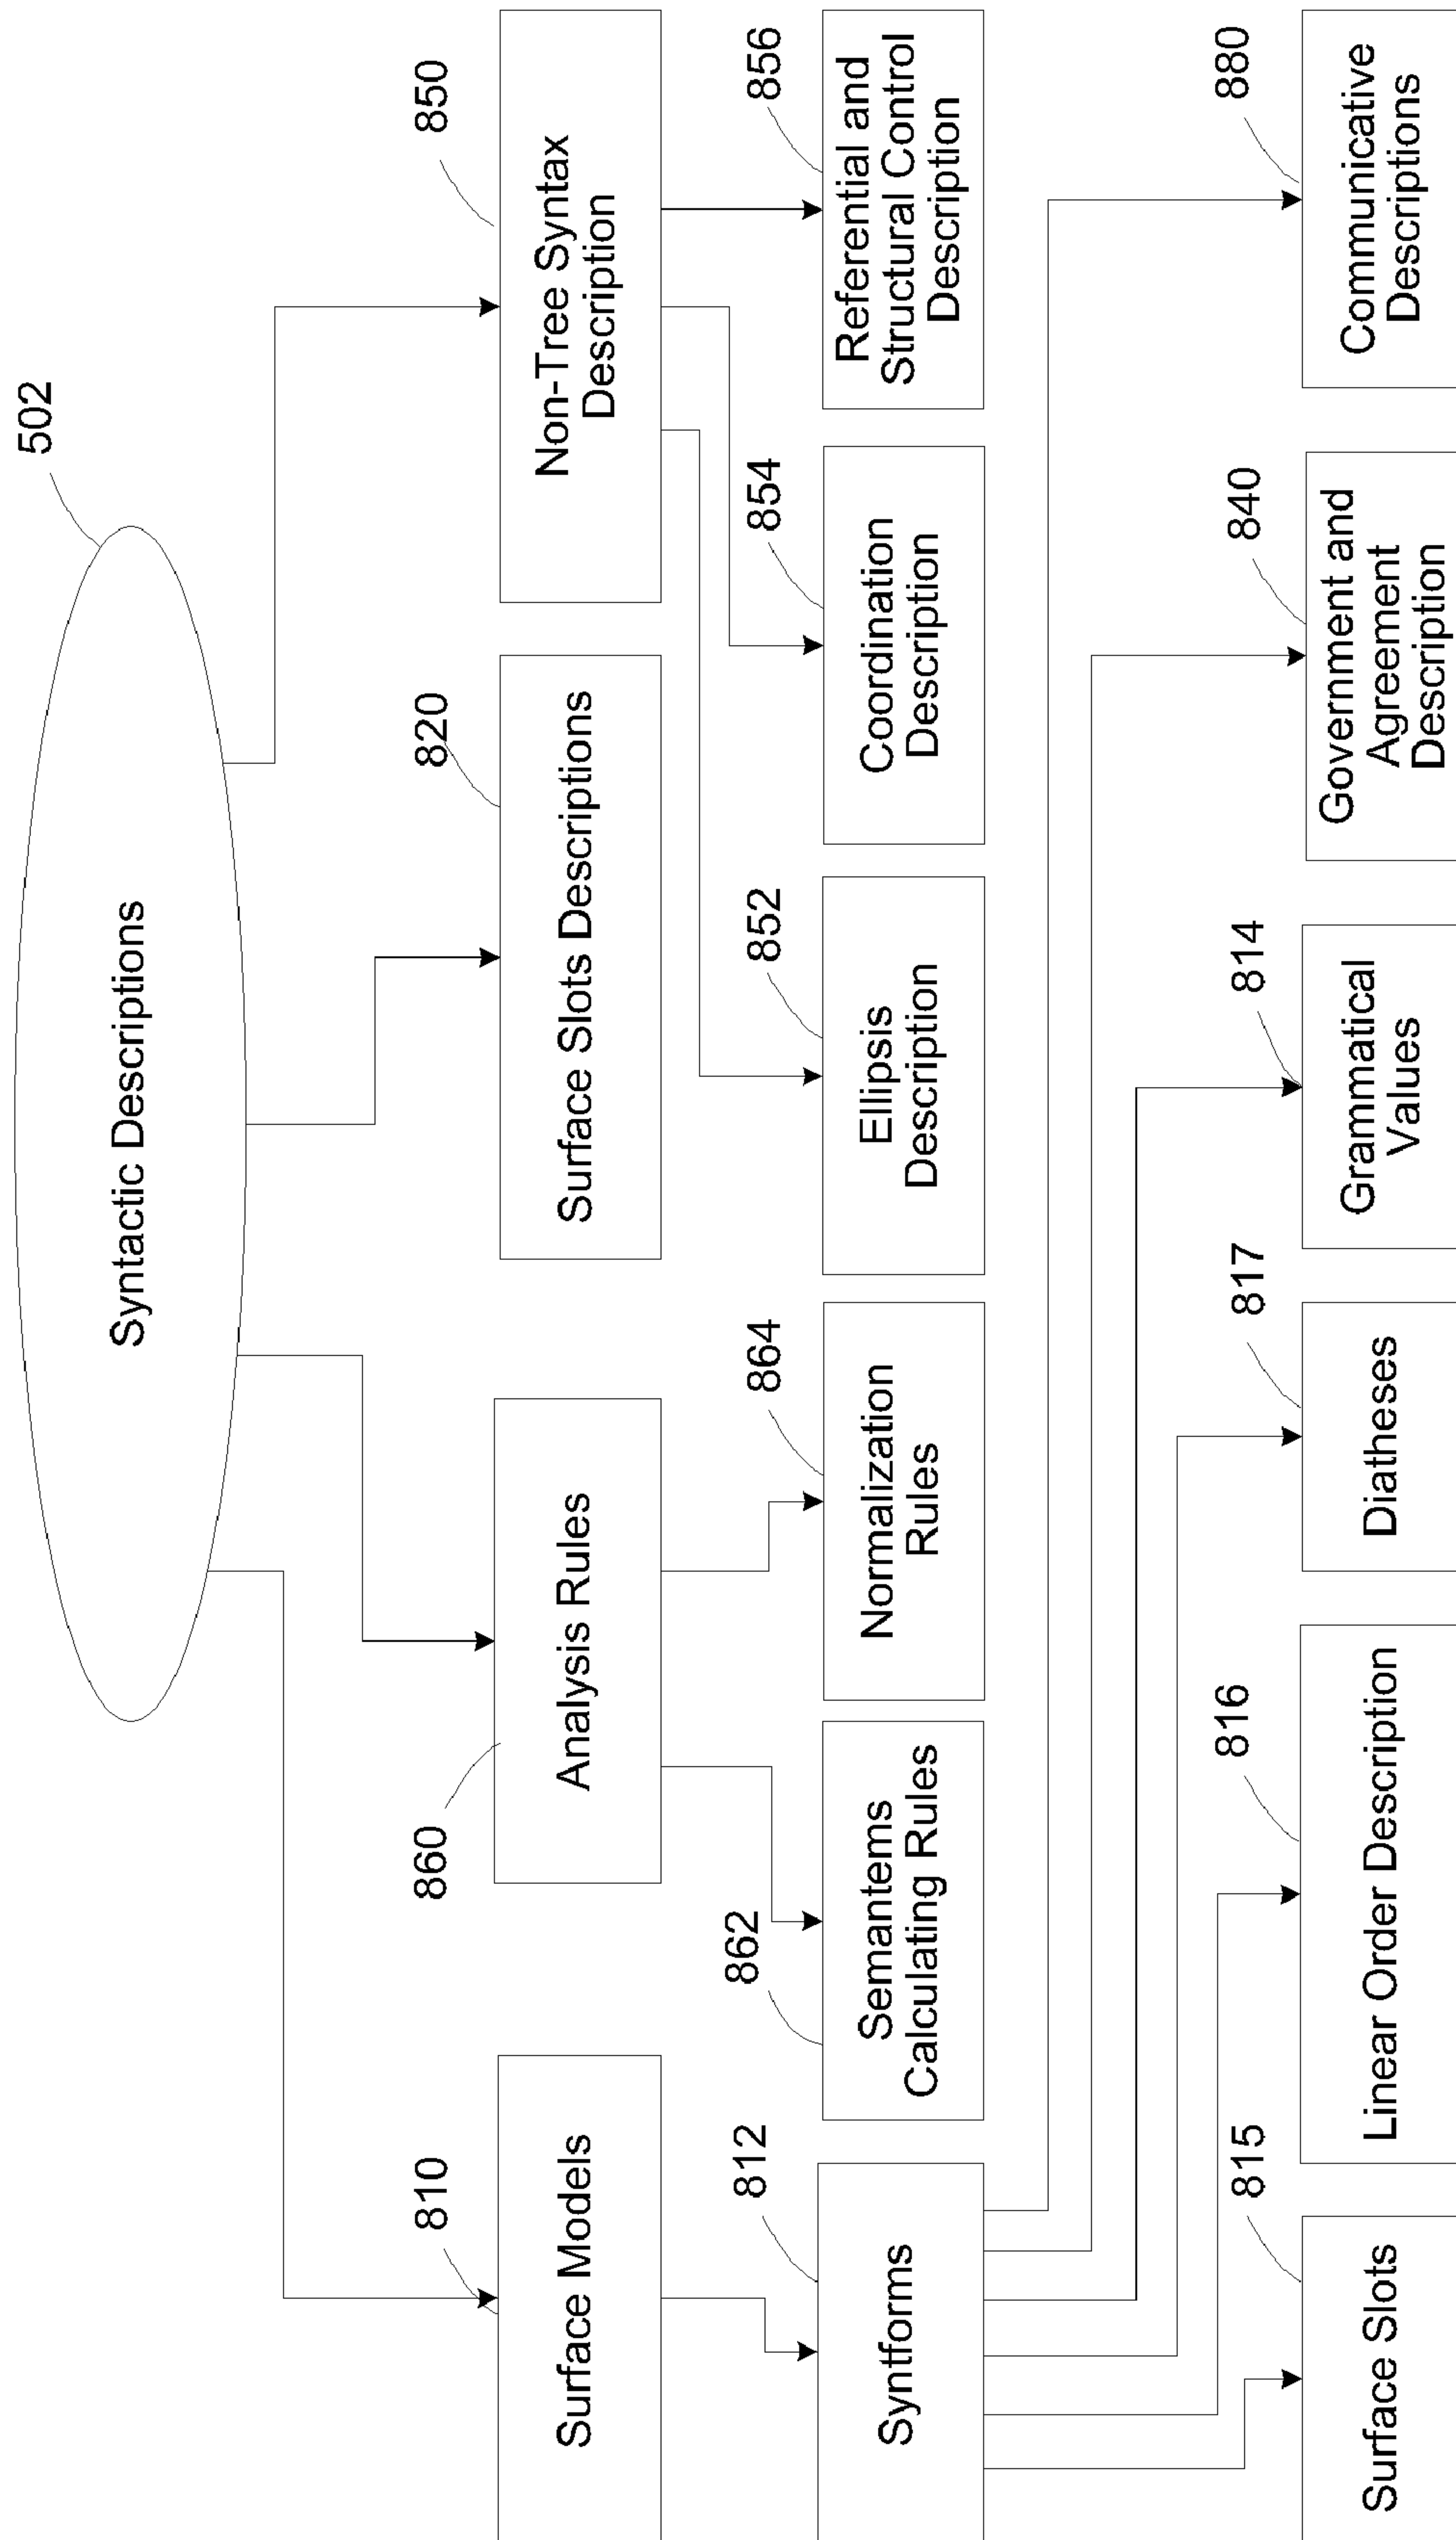 502
Syntactic Descriptions
810
Surface Models
860
Analysis Rules
820
Surface Slots Descriptions
850
Non-Tree Syntax
Description
812
Syntforms
862
Semantems
Calculating Rules
864
Normalization
Rules
852
Ellipsis
Description
854
Coordination
Description
856
Referential and
Structural Control
Description
815
Surface Slots
816
Linear Order Description
817
Diatheses
814
Grammatical
Values
840
Government and
Agreement
Description
880
Communicative
Descriptions